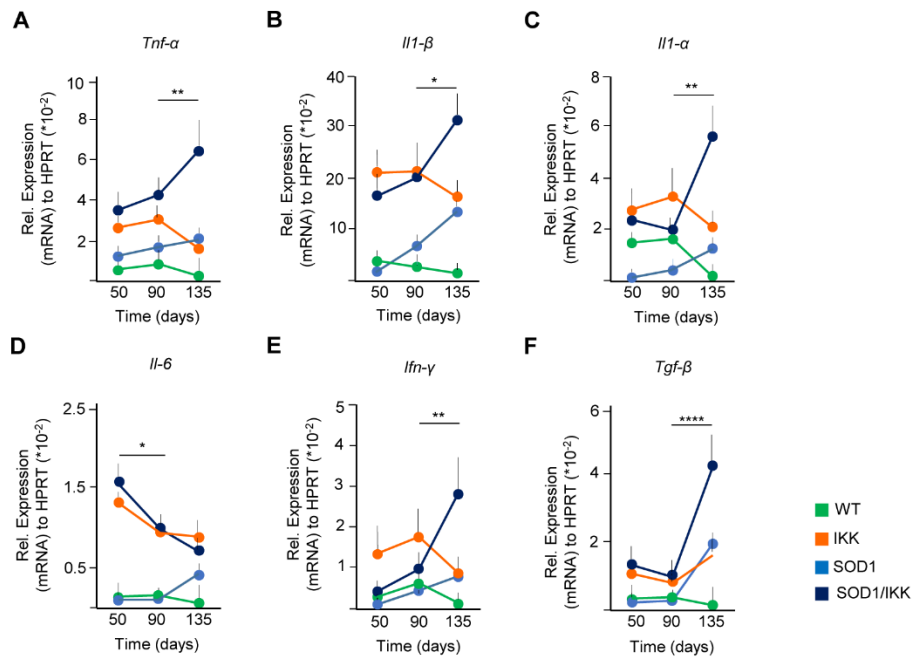 A
Tnf-α
Rel. Expression
(mRNA) to HPRT (*10-2)
10
8
6
4
2
**
50 90 135
Time (days)
B
Il1-β
Rel. Expression
(mRNA) to HPRT (*10-2)
40
30
20
10
*
50 90 135
Time (days)
C
Il1-α
Rel. Expression
(mRNA) to HPRT (*10-2)
8
6
4
2
**
50 90 135
Time (days)
D
Il-6
Rel. Expression
(mRNA) to HPRT (*10-2)
2.5
1.5
0.5
*
50 90 135
Time (days)
E
Ifn-γ
Rel. Expression
(mRNA) to HPRT (*10-2)
5
4
3
2
1
**
50 90 135
Time (days)
F
Tgf-β
Rel. Expression
(mRNA) to HPRT (*10-2)
6
4
2
****
50 90 135
Time (days)
WT
IKK
SOD1
SOD1/IKK